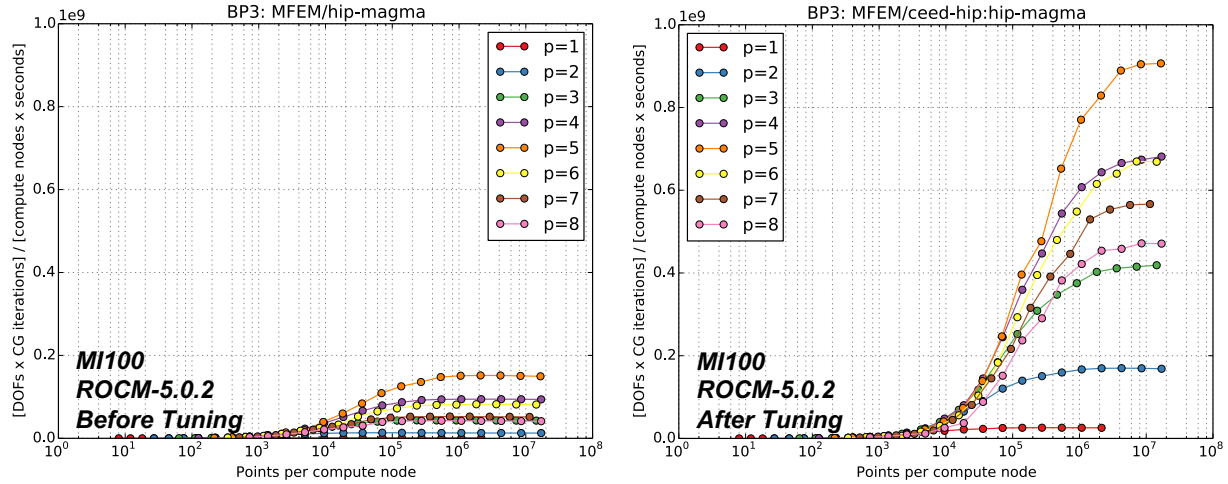 BP3: MFEM/hip-magma
1e9
1.0
0.8
0.6
0.4
0.2
0.0
[DOFs x CG iterations] / [compute nodes x seconds]
p=1
p=2
p=3
p=4
p=5
p=6
p=7
p=8
MI100
ROCM-5.0.2
Before Tuning
10^0 10^1 10^2 10^3 10^4 10^5 10^6 10^7 10^8
Points per compute node
BP3: MFEM/ceed-hip:hip-magma
1e9
1.0
0.8
0.6
0.4
0.2
0.0
[DOFs x CG iterations] / [compute nodes x seconds]
p=1
p=2
p=3
p=4
p=5
p=6
p=7
p=8
MI100
ROCM-5.0.2
After Tuning
10^0 10^1 10^2 10^3 10^4 10^5 10^6 10^7 10^8
Points per compute node